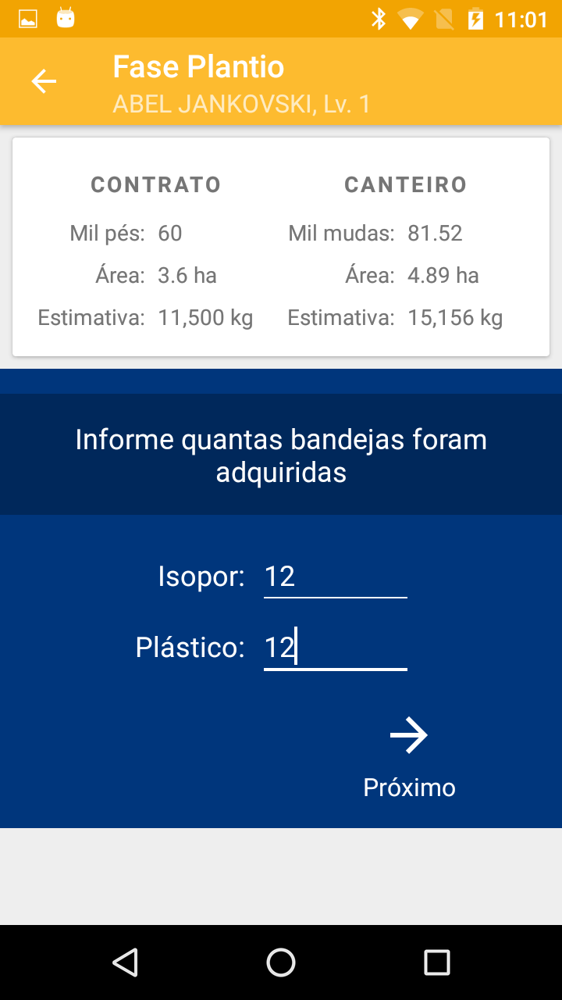 11:01
Fase Plantio
ABEL JANKOVSKI, Lv. 1
CONTRATO
Mil pés: 60
Área: 3.6 ha
Estimativa: 11,500 kg
CANTEIRO
Mil mudas: 81.52
Área: 4.89 ha
Estimativa: 15,156 kg
Informe quantas bandejas foram
adquiridas
Isopor: 12
Plástico: 12
Próximo